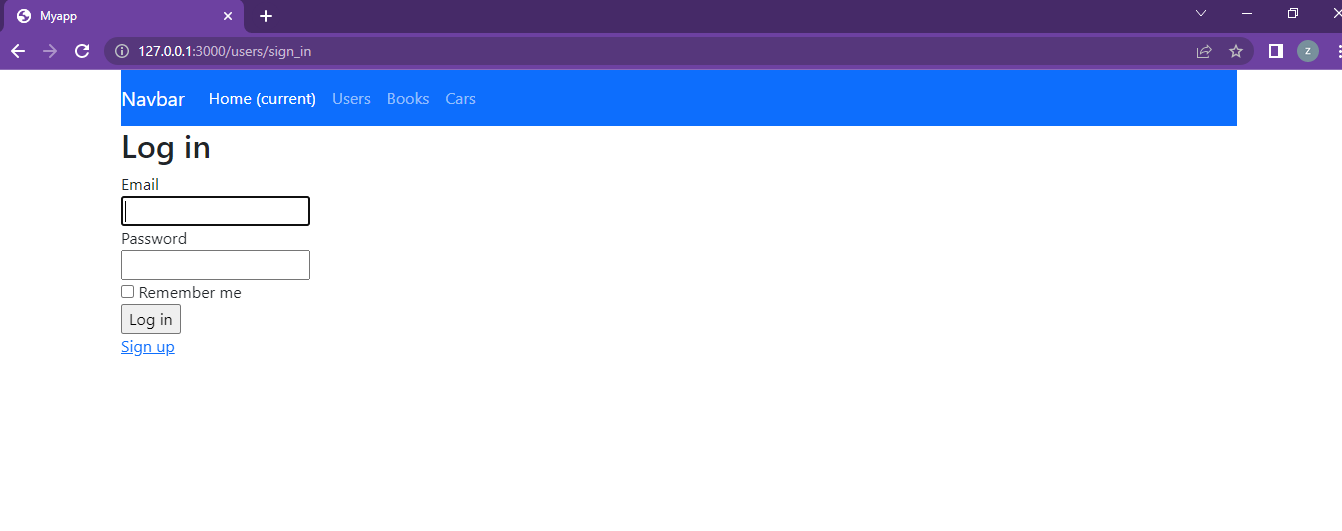 Myapp
127.0.0.1:3000/users/sign_in
z
Navbar Home (current) Users Books Cars
Log in
Email
Password
Remember me
Log in
Sign up